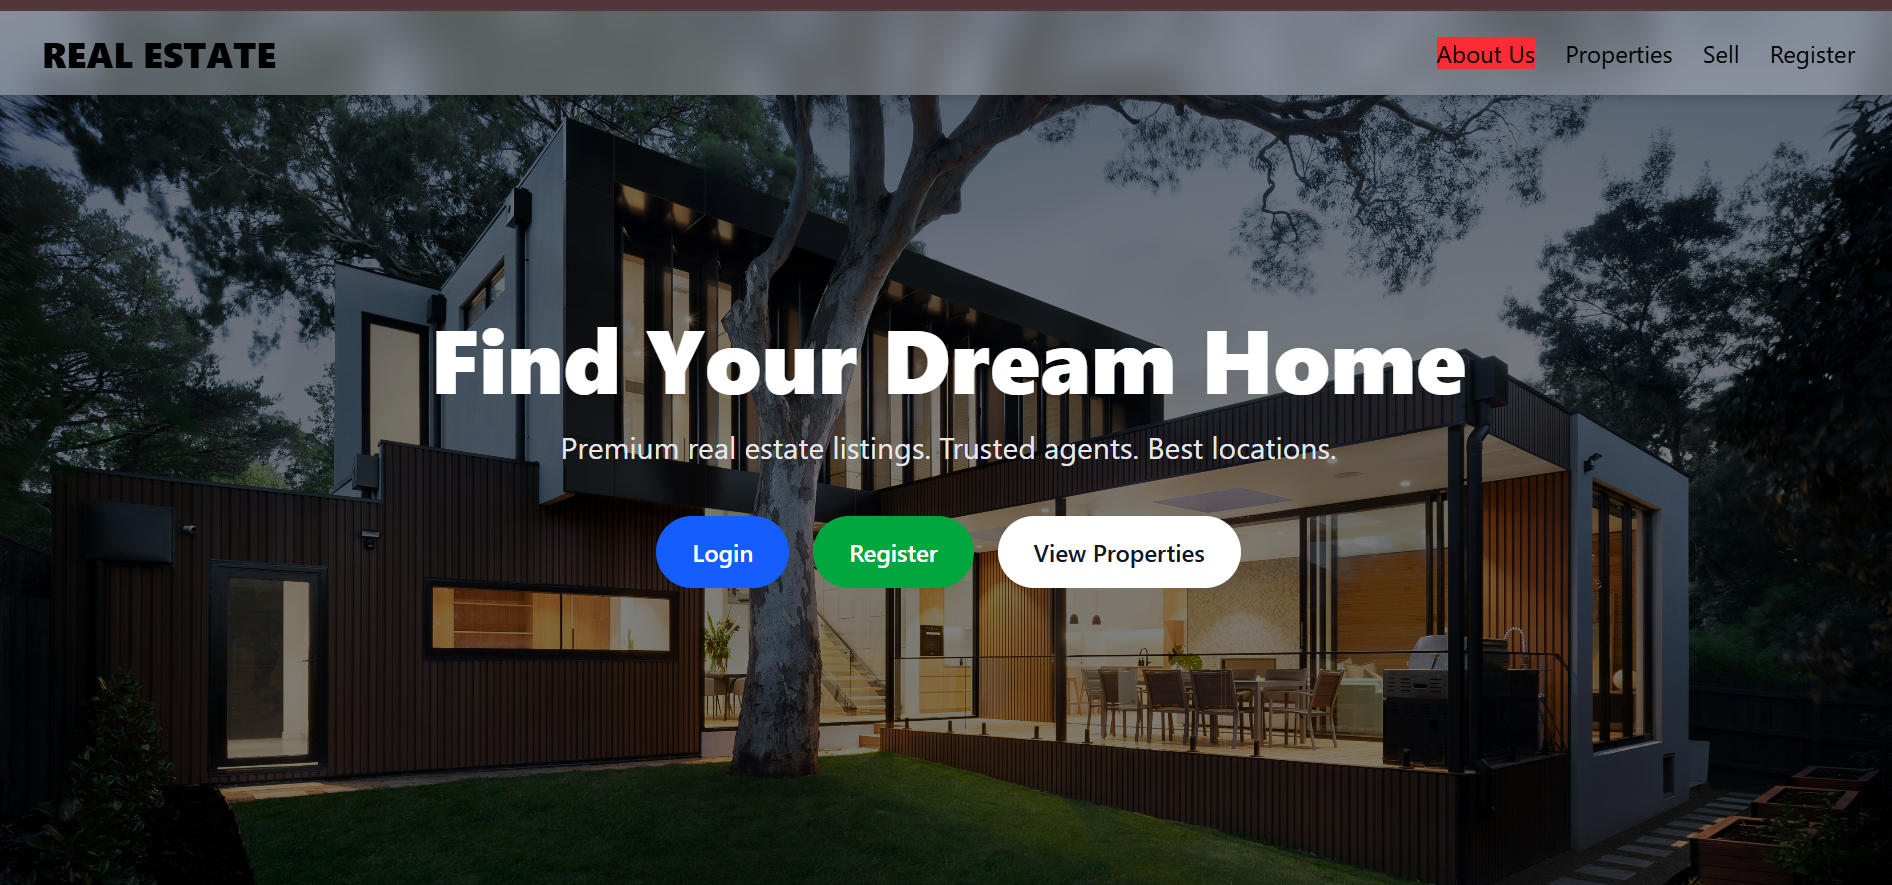 REAL ESTATE
About Us Properties Sell Register
Find Your Dream Home
Premium real estate listings. Trusted agents. Best locations.
Login Register View Properties